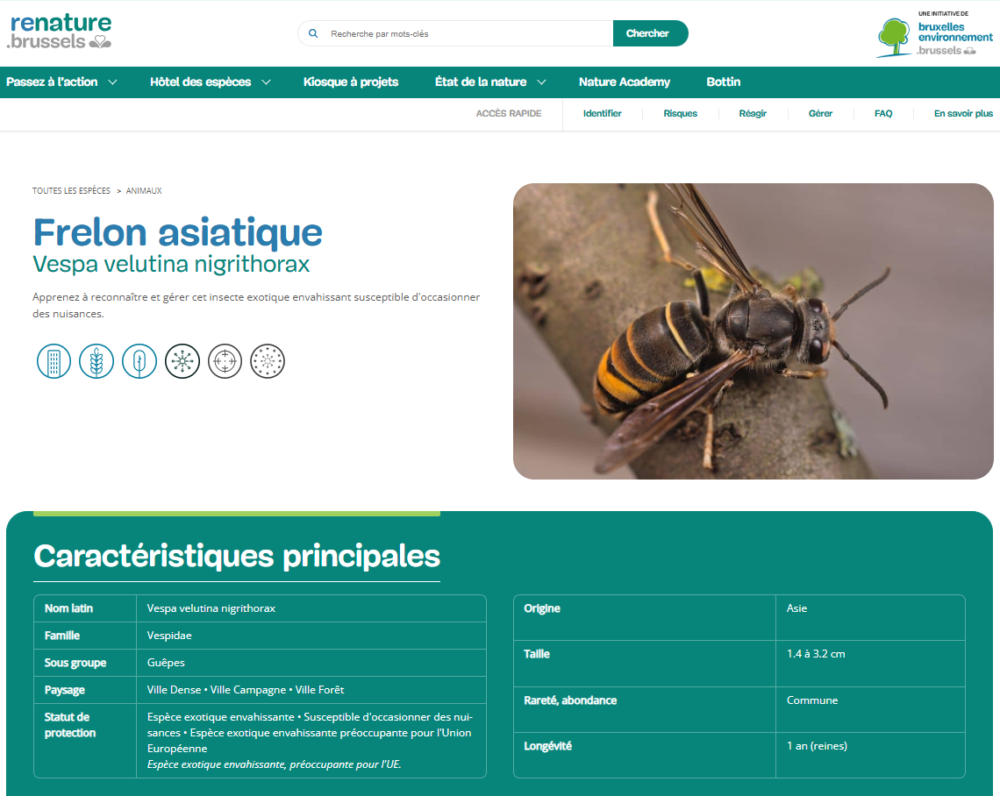 renature
.brussels
Recherche par mots-clés
Chercher
UNE INITIATIVE DE
bruxelles
environnement
.brussels
Passez à l'action
Hôtel des espèces
Kiosque à projets
État de la nature
Nature Academy
Bottin
ACCÈS RAPIDE
Identifier
Risques
Réagir
Gérer
FAQ
En savoir plus
TOUTES LES ESPÈCES > ANIMAUX
Frelon asiatique
Vespa velutina nigrithorax
Apprenez à reconnaître et gérer cet insecte exotique envahissant susceptible d'occasionner
des nuisances.
Caractéristiques principales
Nom latin Vespa velutina nigrithorax
Famille Vespidae
Sous groupe Guêpes
Paysage Ville Dense • Ville Campagne • Ville Forêt
Statut de
protection
Espèce exotique envahissante • Susceptible d'occasionner des nui-
sances • Espèce exotique envahissante préoccupante pour l'Union
Européenne
Espèce exotique envahissante, préoccupante pour l'UE.
Origine Asie
Taille 1.4 à 3.2 cm
Rareté, abondance Commune
Longévité 1 an (reines)